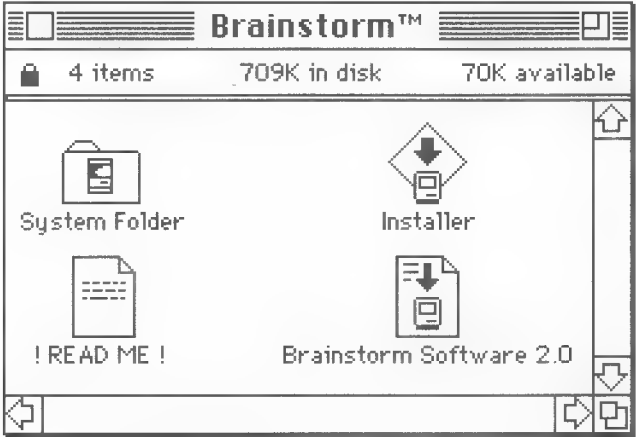 Brainstorm™
4 items 709K in disk 70K available
System Folder Installer
! READ ME ! Brainstorm Software 2.0